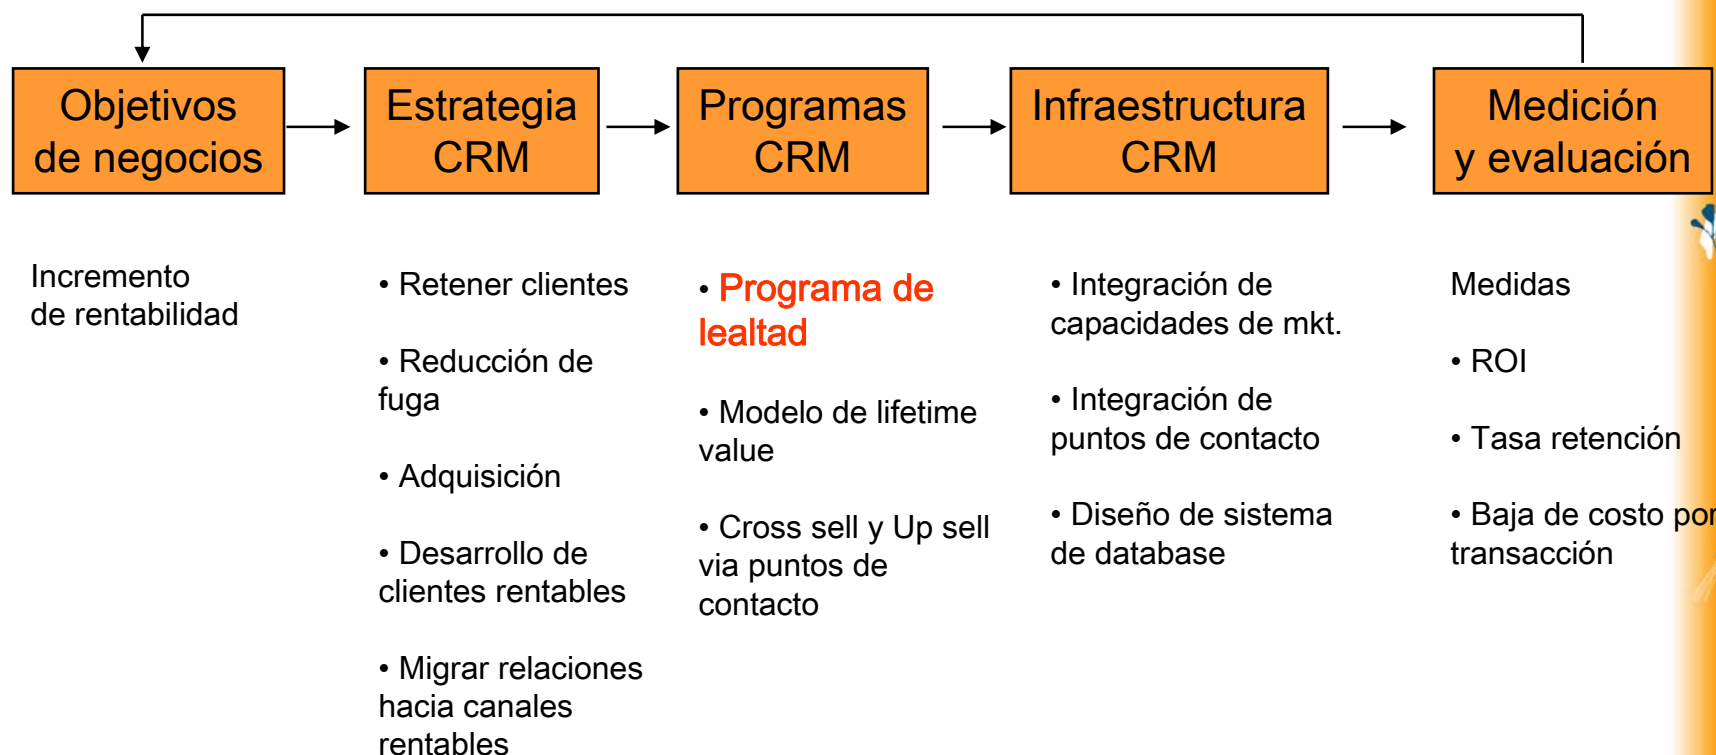 Objetivos
de negocios
Estrategia
CRM
Programas
CRM
Infraestructura
CRM
Medición
y evaluación
Incremento
de rentabilidad
• Retener clientes
• Reducción de
fuga
• Adquisición
• Desarrollo de
clientes rentables
• Migrar relaciones
hacia canales
rentables
• Programa de
lealtad
• Modelo de lifetime
value
• Cross sell y Up sell
via puntos de
contacto
• Integración de
capacidades de mkt.
• Integración de
puntos de contacto
• Diseño de sistema
de database
Medidas
• ROI
• Tasa retención
• Baja de costo por
transacción